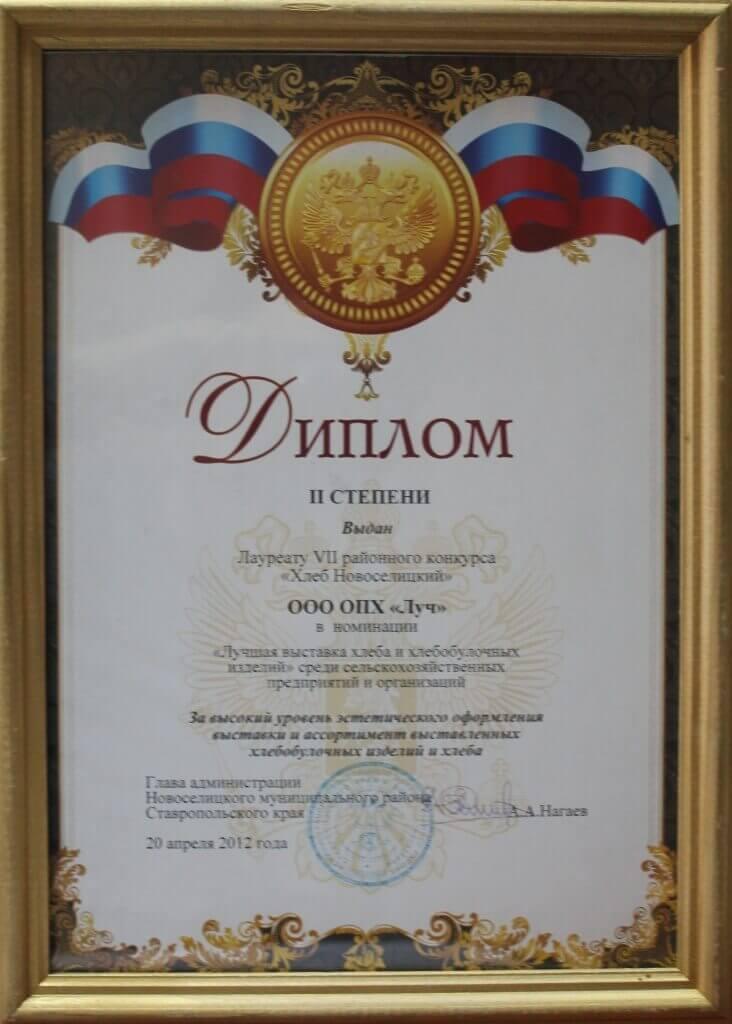 Диплом
II СТЕПЕНИ
Выдан
Лауреату VII районного конкурса
«Хлеб Новоселицкий»
ООО ОПХ «Луч»
в номинации
«Лучшая выставка хлеба и хлебобулочных
изделий» среди сельскохозяйственных
предприятий и организаций
За высокий уровень эстетического оформления
выставки и ассортимент выставленных
хлебобулочных изделий и хлеба
Глава администрации
Новоселицкого муниципального района
Ставропольского края А.А.Нагаев
20 апреля 2012 года